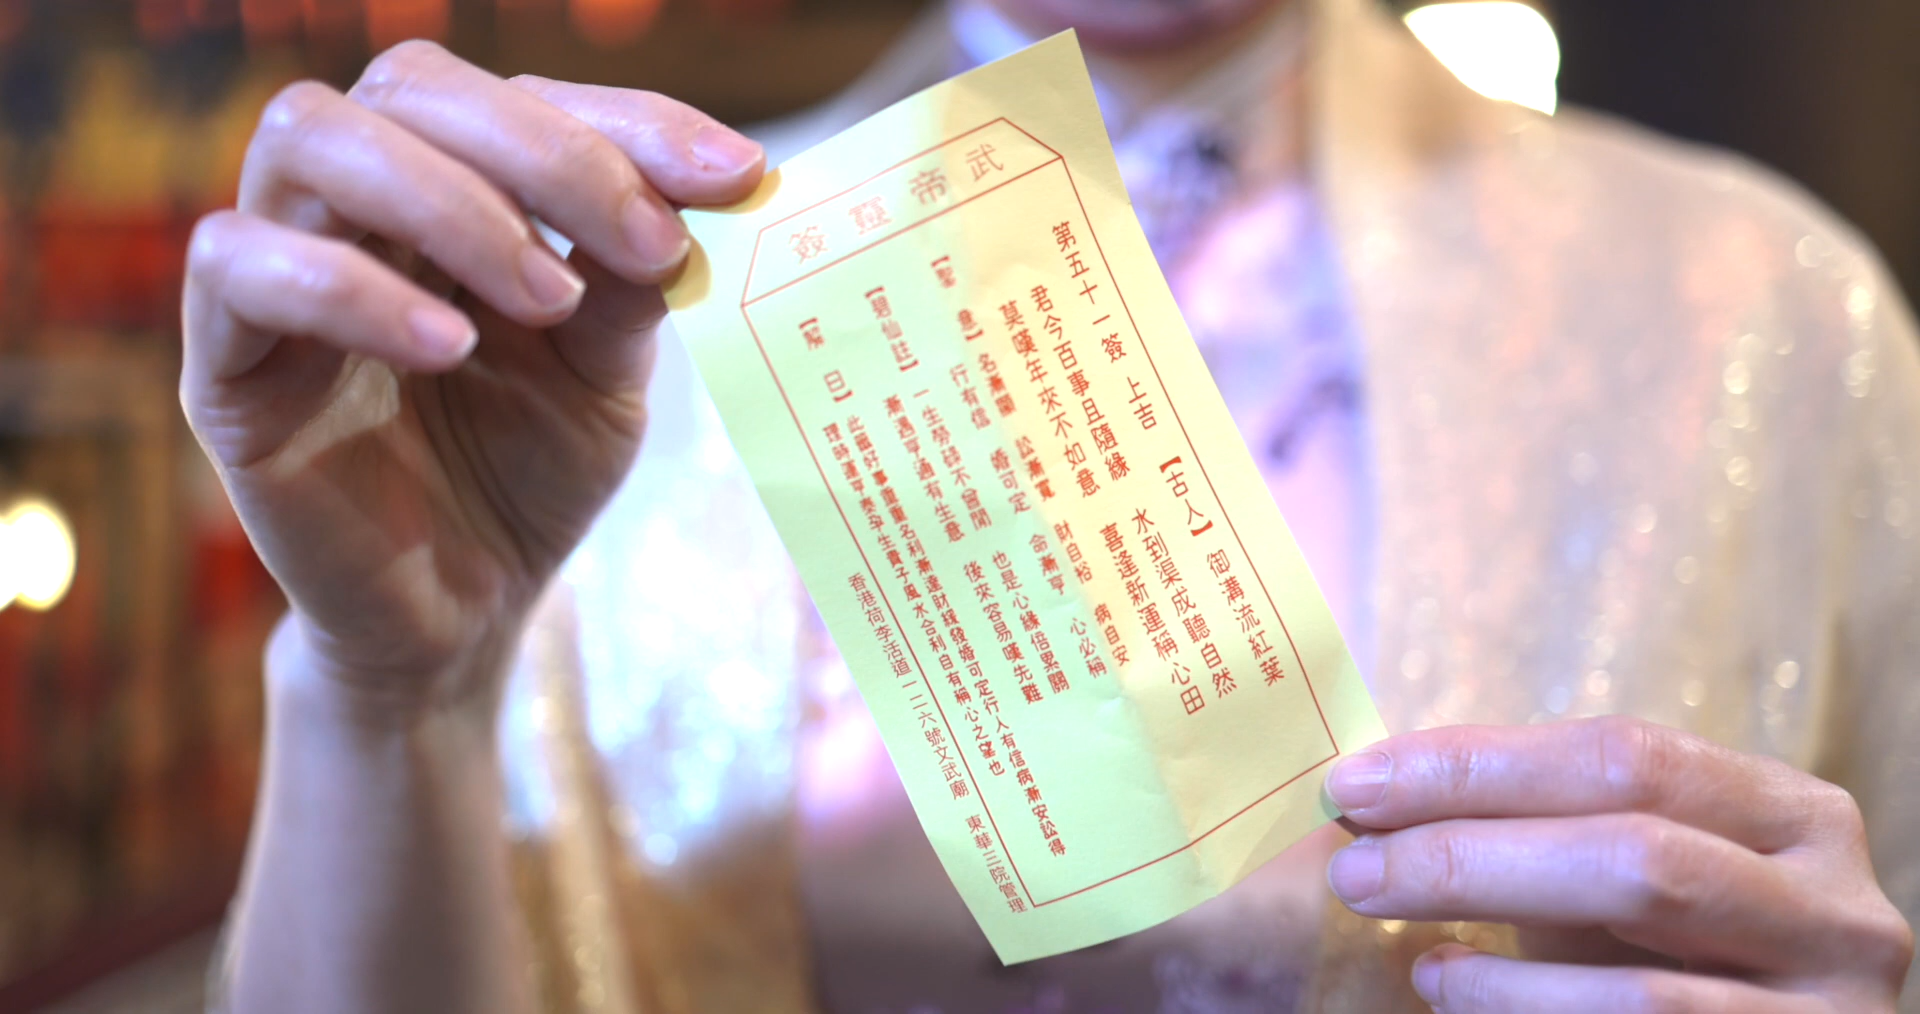 武帝靈簽
第五十一簽 上吉 【古人】 御溝流紅葉
君今百事且隨緣 水到渠成聽自然
莫嘆年來不如意 喜逢新運稱心田
【聖 意】 名漸開 訟漸寬 財自裕 病自安
行有信 婚可定 命漸亨 心必稱
【碧仙註】 一生勞碌不曾閒 也是心緣倍累關
漸遇亨通有生意 後來容易嘆先難
【解 曰】 此籤好事重重名利漸達財緩發婚可定行人有信病漸安訟得
理時運亨泰孕生貴子風水合利自有稱心之望也
香港荷李活道一二六號文武廟 東華三院管理